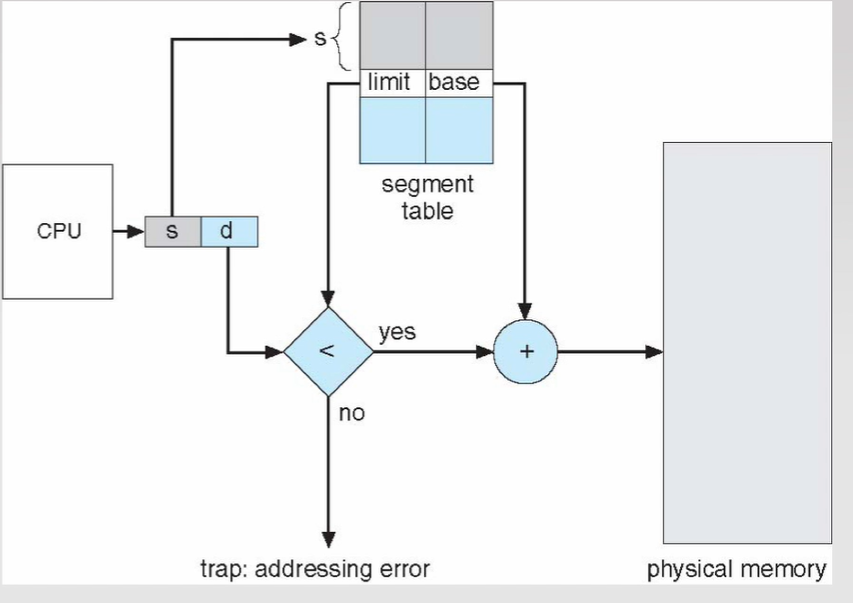 s
limit base
segment
table
CPU
s d
<
yes
+
no
trap: addressing error
physical memory